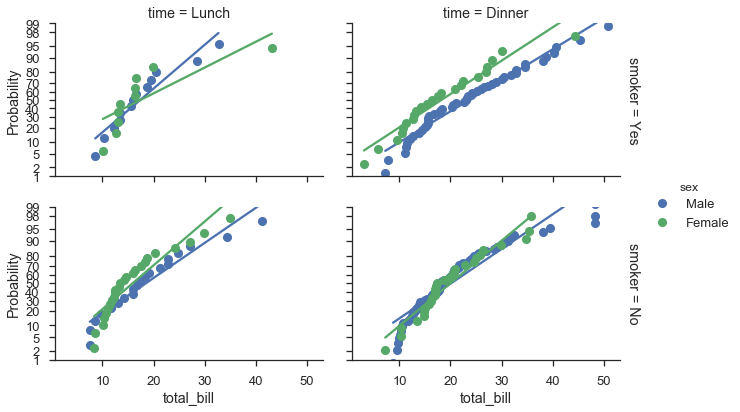 time = Lunch
time = Dinner
99
98
95
90
80
70
60
50
40
30
20
10
5
2
1
Probability
smoker = Yes
sex
Male
Female
99
98
95
90
80
70
60
50
40
30
20
10
5
2
1
Probability
smoker = No
10 20 30 40 50
10 20 30 40 50
total_bill
total_bill